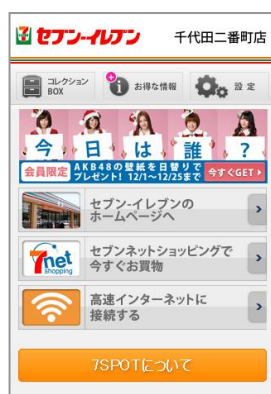 セブン-イレブン 千代田二番町店
コレクション
BOX
お得な情報
設 定
今 日 は 誰 ?
会員限定
AKB48の壁紙を日替りで
プレゼント! 12/1〜12/25まで
今すぐGET
セブン-イレブンの
ホームページへ
7net
shopping
セブンネットショッピングで
今すぐお買物
高速インターネットに
接続する
7SPOTについて